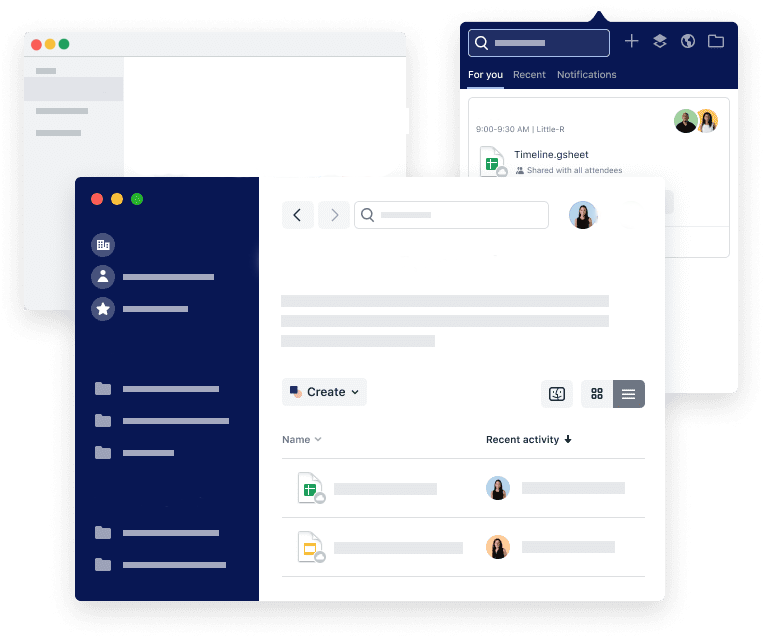 For you Recent Notifications
9:00-9:30 AM | Little-R
Timeline.gsheet
Shared with all attendees
Create
Name Recent activity